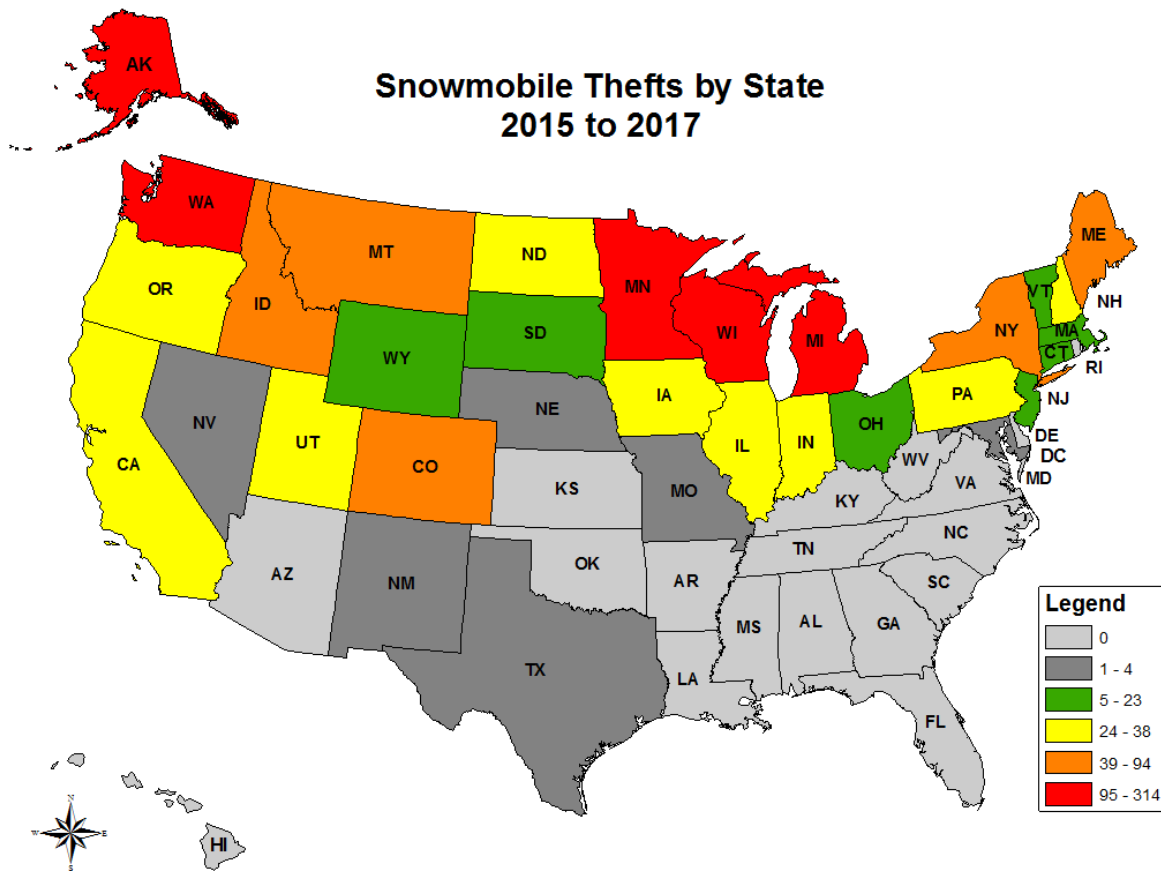 Snowmobile Thefts by State
2015 to 2017
AK
WA
MT
ND
MN
ME
OR
ID
WI
MI
VT
NH
NY
MA
CT
RI
WY
SD
IA
PA
NJ
NV
UT
NE
IL
IN
OH
DE
DC
MD
CA
CO
KS
MO
WV
VA
KY
AZ
NM
OK
AR
TN
NC
SC
TX
LA
MS
AL
GA
FL
HI
N
W
E
S
Legend
0
1 - 4
5 - 23
24 - 38
39 - 94
95 - 314